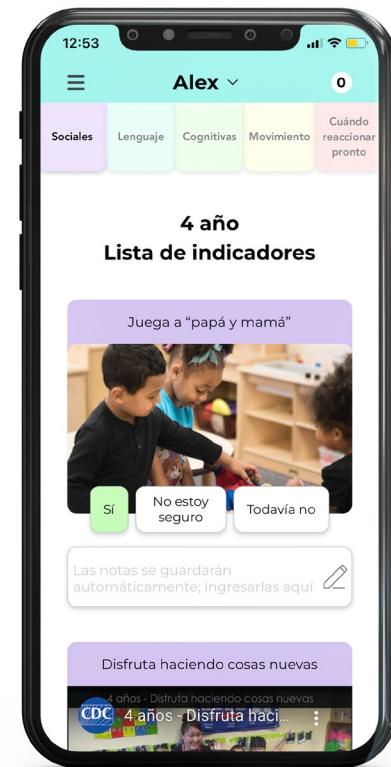 12:53
Alex
0
Sociales
Lenguaje
Cognitivas
Movimiento
Cuándo
reaccionar
pronto
4 año
Lista de indicadores
Juega a “papá y mamá”
Sí
No estoy
seguro
Todavía no
Las notas se guardarán
automáticamente; ingresarlas aquí
Disfruta haciendo cosas nuevas
4 años - Disfruta haciendo cosas nuevas
CDC
4 años - Disfruta haci...